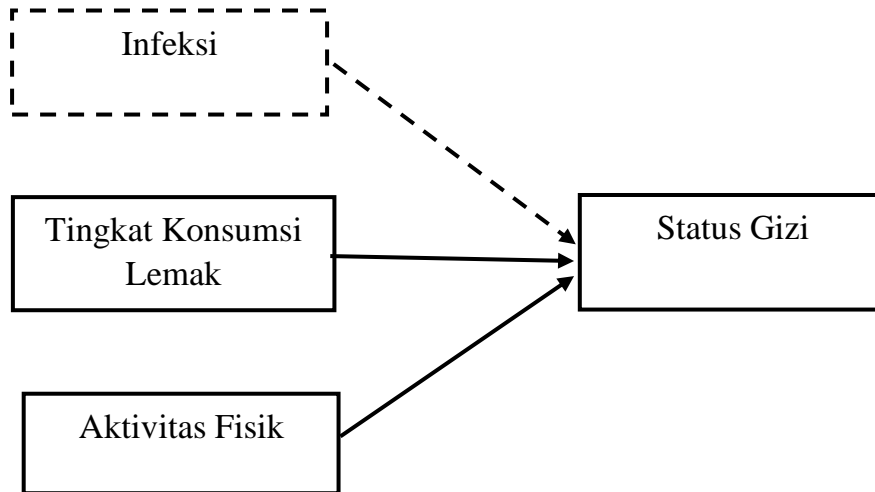 Infeksi
Tingkat Konsumsi
Lemak
Status Gizi
Aktivitas Fisik